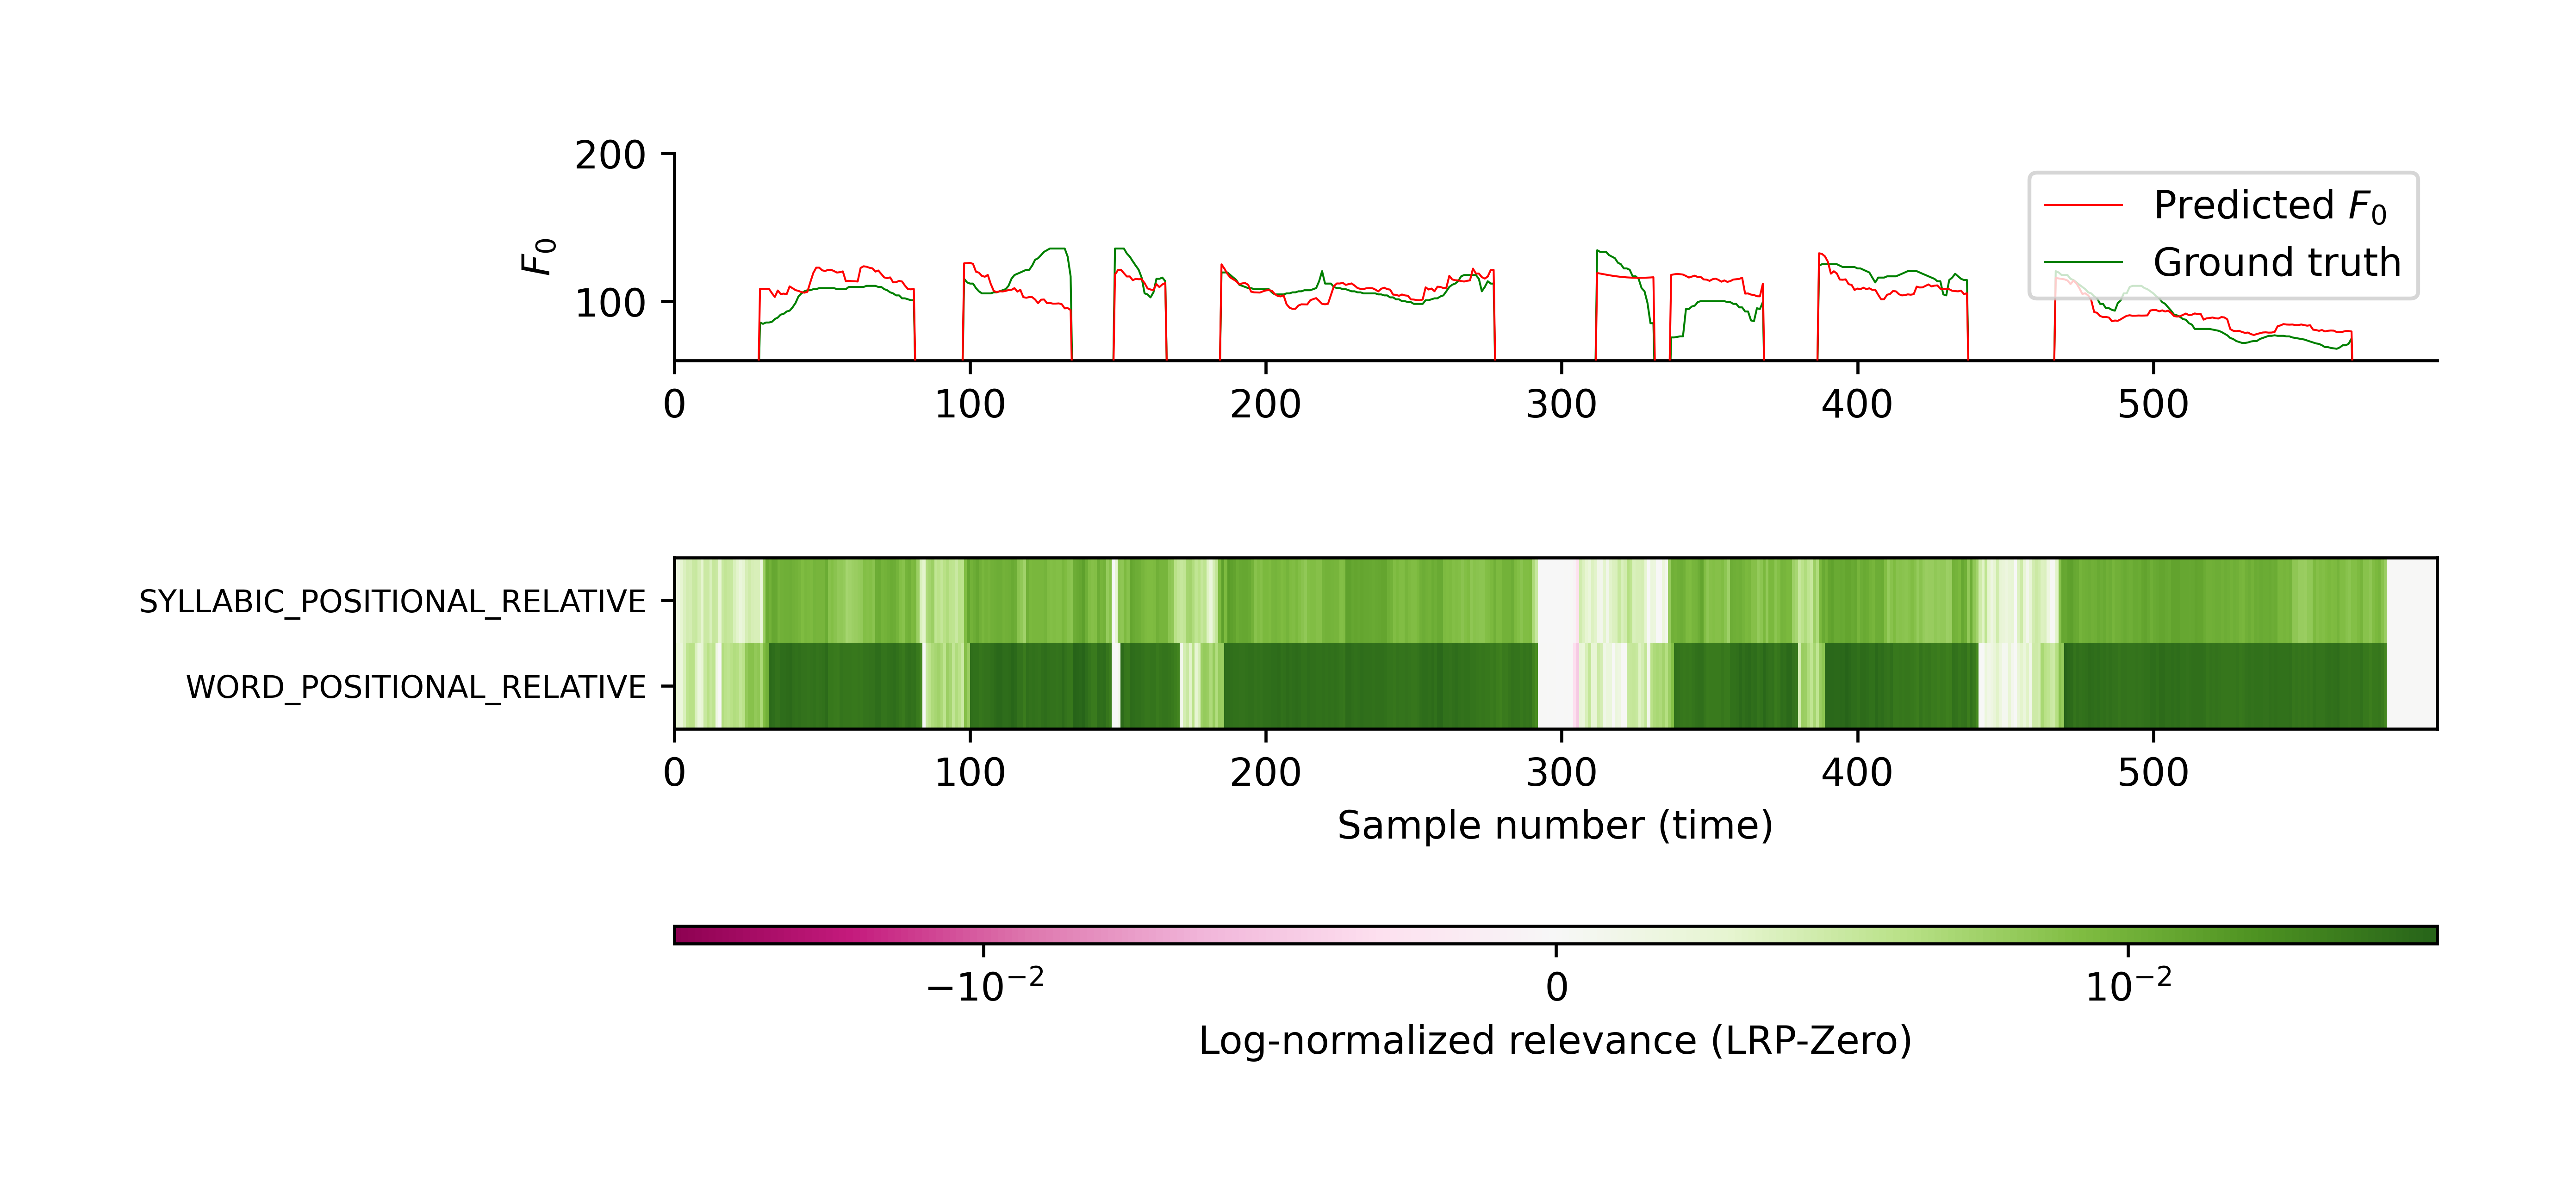 200
100
F₀
Predicted F₀
Ground truth
0 100 200 300 400 500
SYLLABIC_POSITIONAL_RELATIVE
WORD_POSITIONAL_RELATIVE
0 100 200 300 400 500
Sample number (time)
−10⁻² 0 10⁻²
Log-normalized relevance (LRP-Zero)